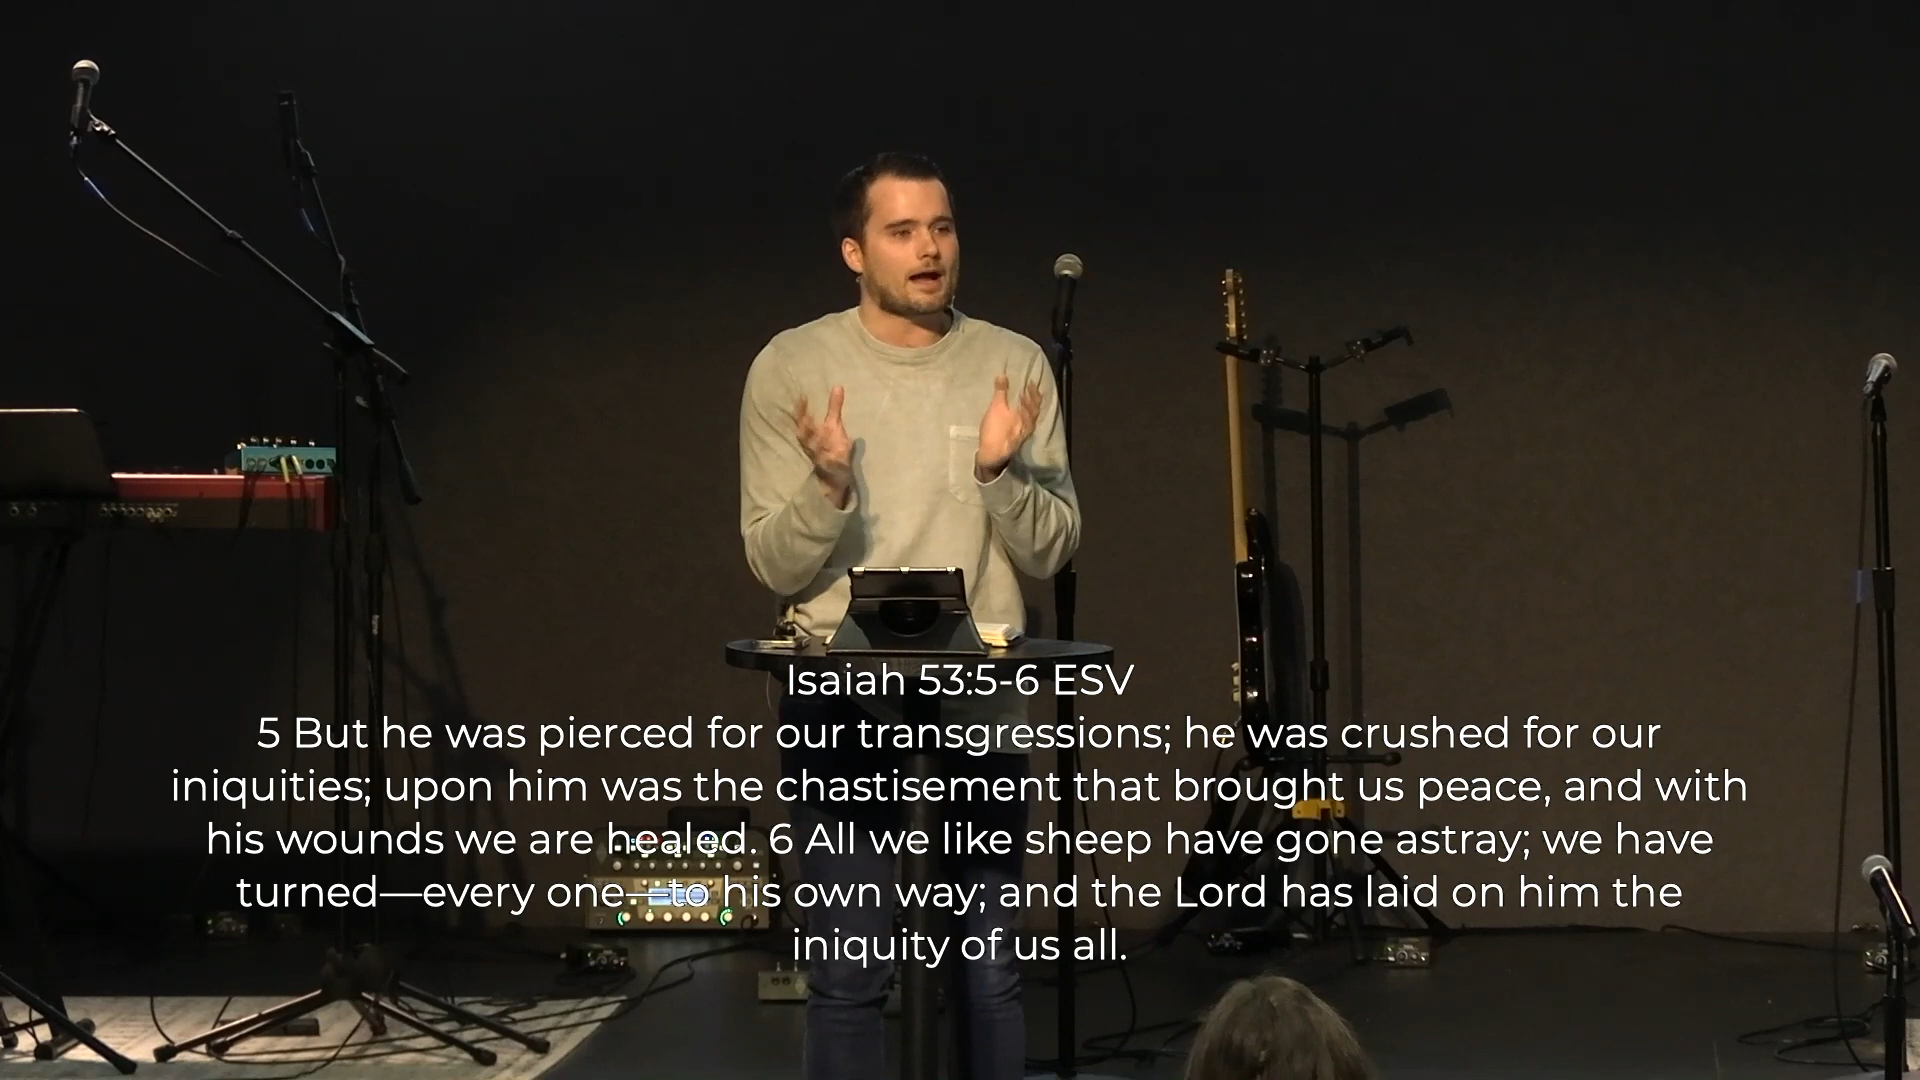 Isaiah 53:5-6 ESV
5 But he was pierced for our transgressions; he was crushed for our
iniquities; upon him was the chastisement that brought us peace, and with
his wounds we are healed. 6 All we like sheep have gone astray; we have
turned—every one—to his own way; and the Lord has laid on him the
iniquity of us all.